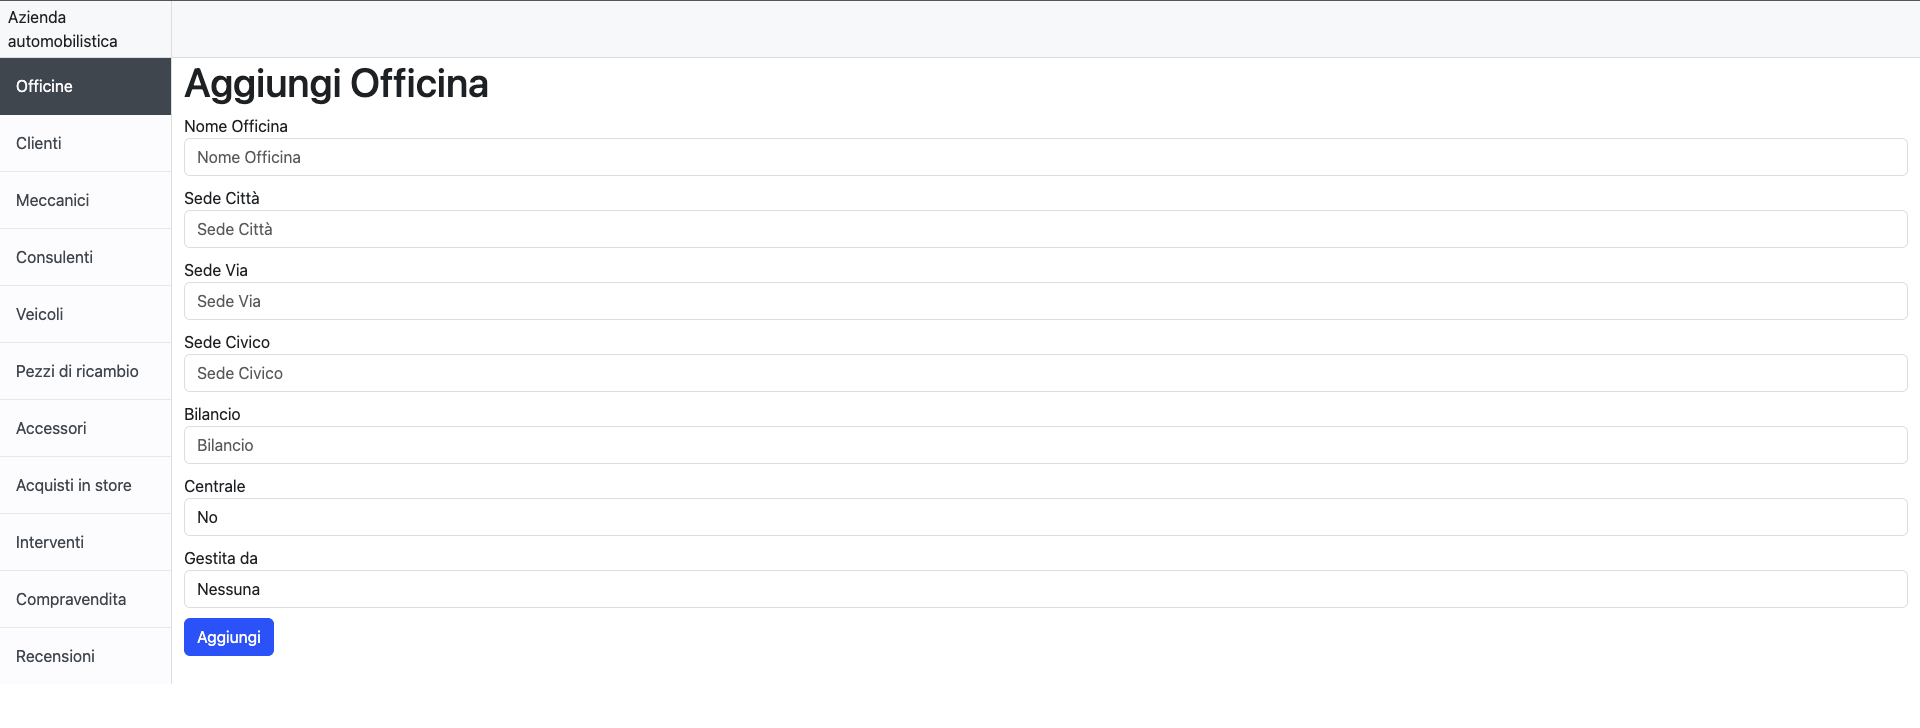 Azienda
automobilistica
Officine
Clienti
Meccanici
Consulenti
Veicoli
Pezzi di ricambio
Accessori
Acquisti in store
Interventi
Compravendita
Recensioni
Aggiungi Officina
Nome Officina
Nome Officina
Sede Città
Sede Città
Sede Via
Sede Via
Sede Civico
Sede Civico
Bilancio
Bilancio
Centrale
No
Gestita da
Nessuna
Aggiungi